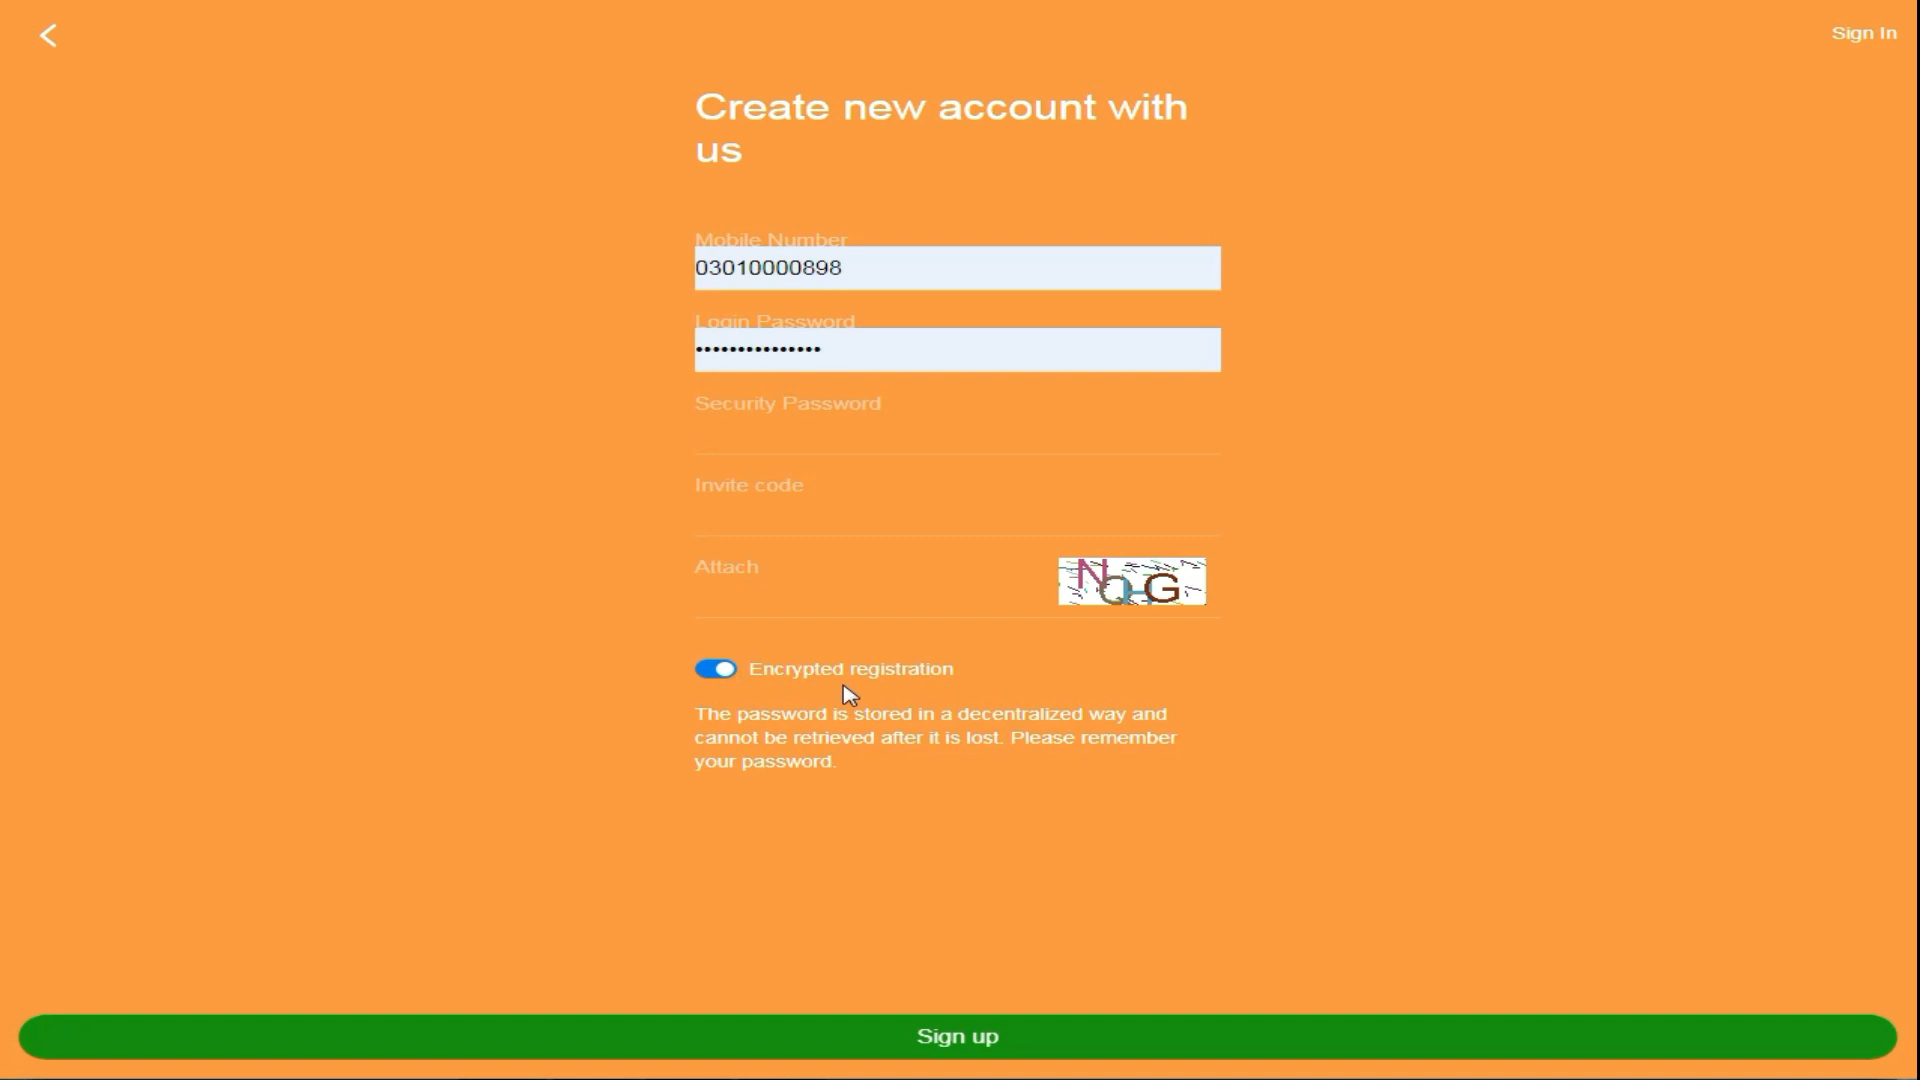 Sign In
Create new account with
us
Mobile Number
03010000898
Login Password
•••••••••••••••
Security Password
Invite code
Attach
NQHG
Encrypted registration
The password is stored in a decentralized way and
cannot be retrieved after it is lost. Please remember
your password.
Sign up